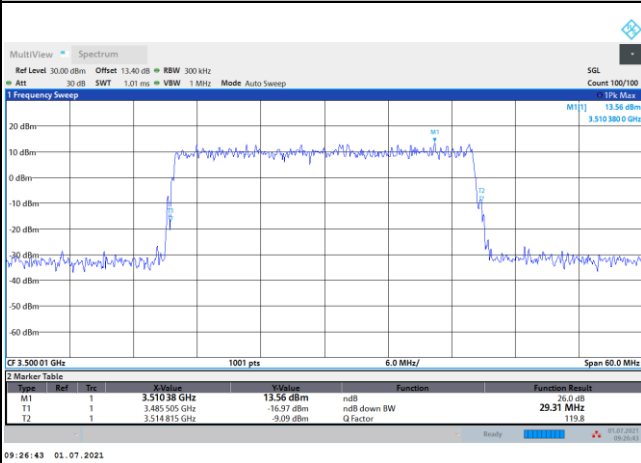 MultiView Spectrum
Ref Level 30.00 dBm Offset 13.40 dB RBW 300 kHz SGL
Att 30 dB SWT 1.01 ms VBW 1 MHz Mode Auto Sweep Count 100/100
1 Frequency Sweep 1Pk Max
M1[1] 13.56 dBm
3.510 380 0 GHz
20 dBm
M1
10 dBm
0 dBm
T2
-10 dBm
T1
-20 dBm
-30 dBm
-40 dBm
-50 dBm
-60 dBm
CF 3.500 01 GHz 1001 pts 6.0 MHz/ Span 60.0 MHz
2 Marker Table
Type Ref Trc X-Value Y-Value Function Function Result
M1 1 3.510 38 GHz 13.56 dBm ndB 26.0 dB
T1 1 3.485 505 GHz -16.97 dBm ndB down BW 29.31 MHz
T2 1 3.514 815 GHz -9.09 dBm Q Factor 119.8
Ready 01.07.2021
09:26:43
09:26:43 01.07.2021